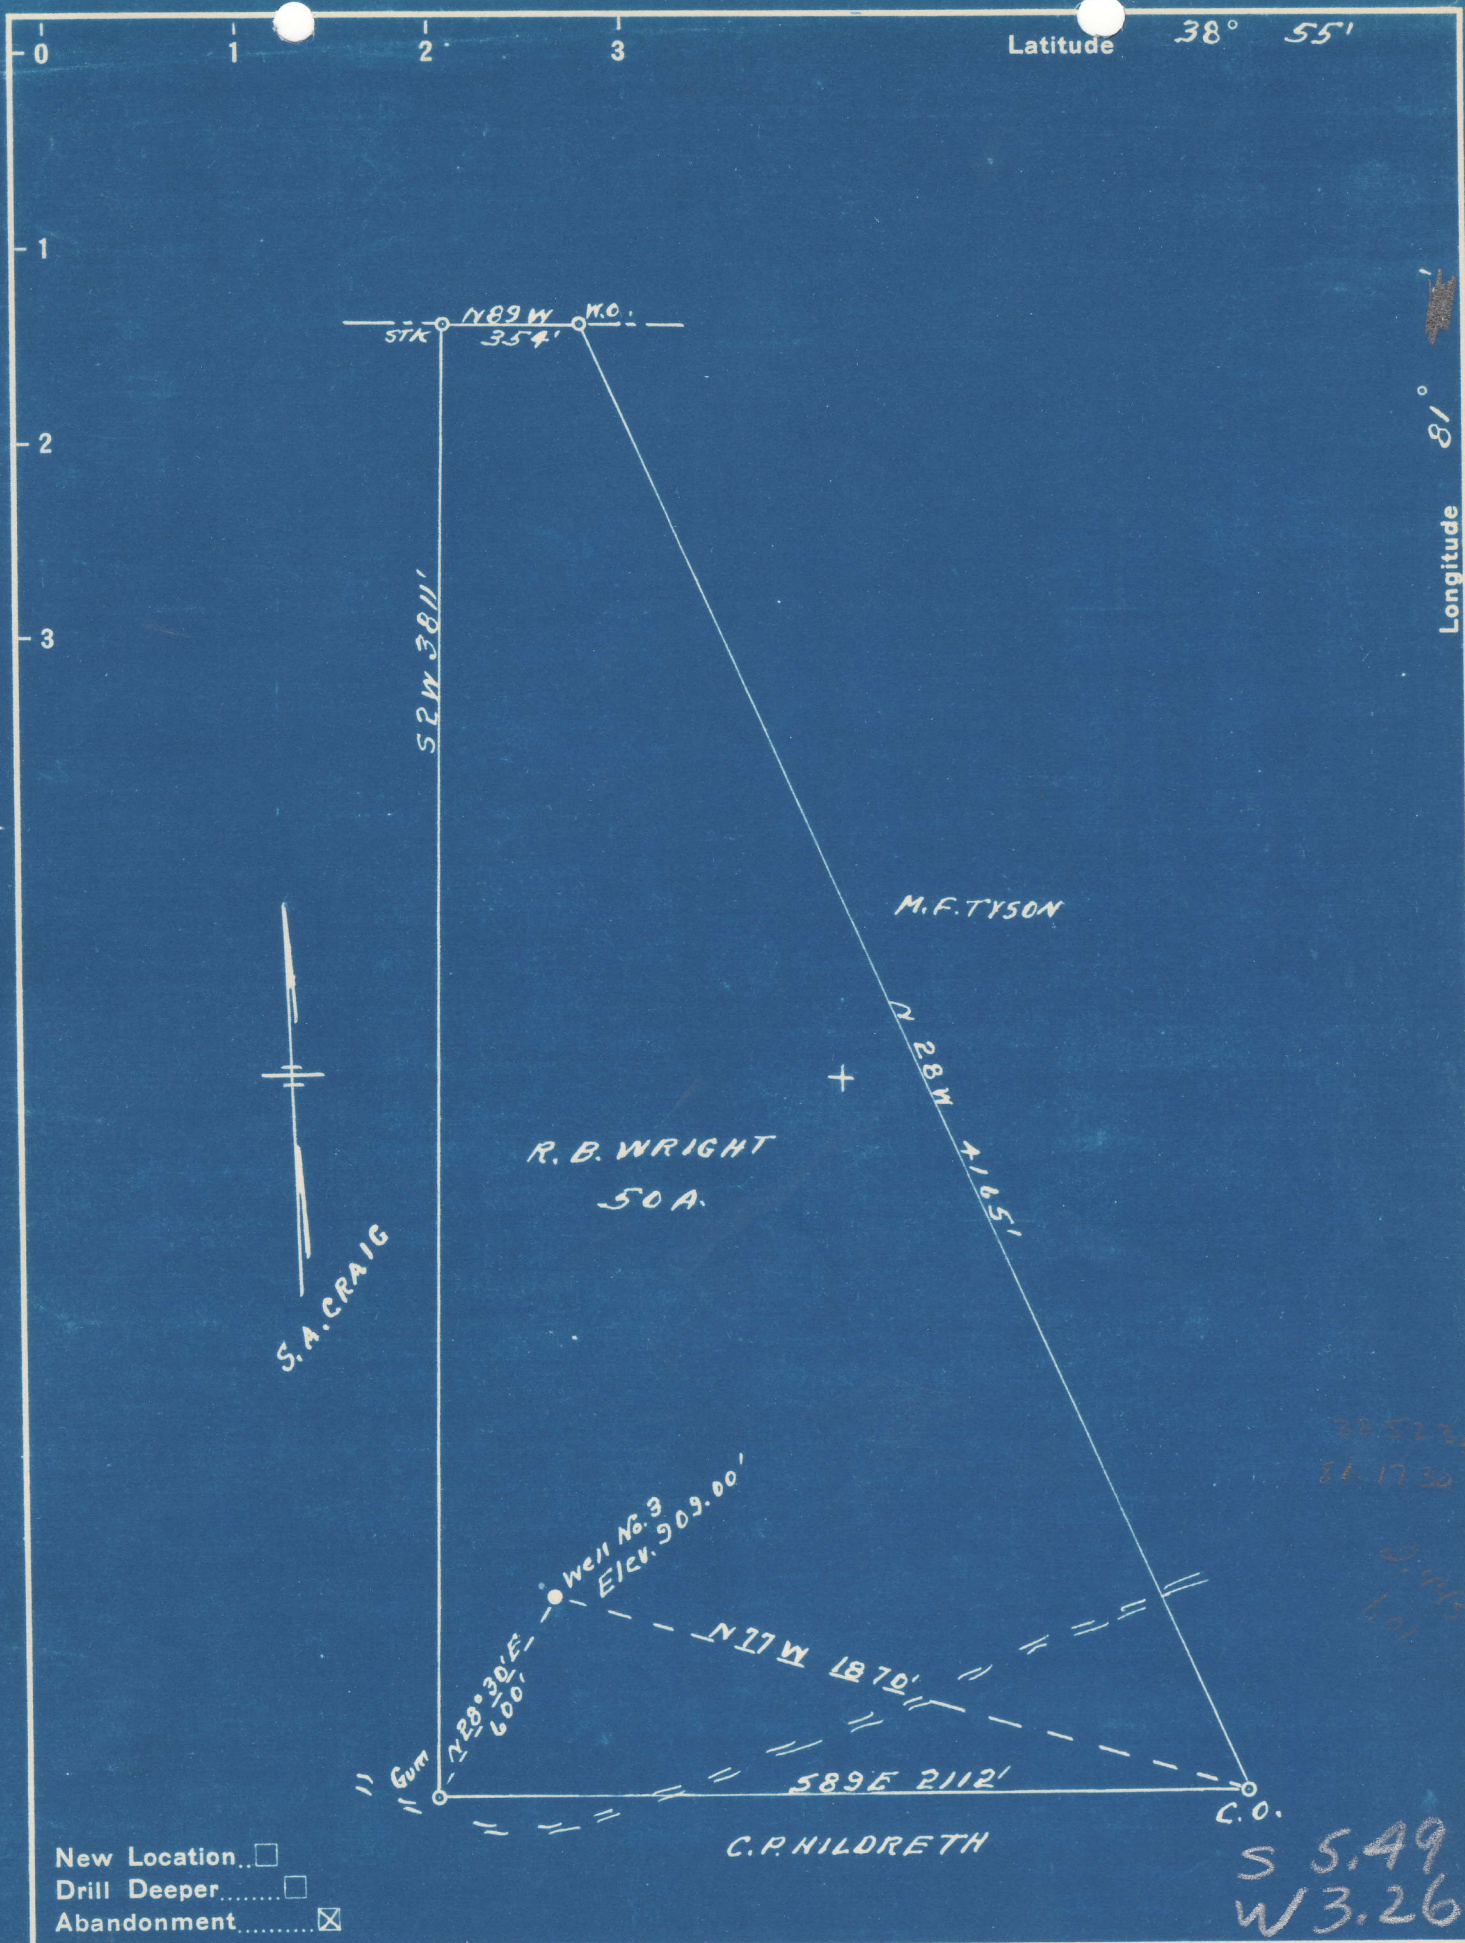 0 1 2 3 Latitude 38° 55'
1
2
3
Longitude 81°
N89W W.O.
STK 354'
S2W 3811'
M.F. TYSON
N 28W 4165'
R. B. WRIGHT
50 A.
S.A. CRAIG
Well No. 3
Elev. 909.00'
N77W 1870'
N28°30'E
600'
Gum
S89E 2112'
C.O.
C.P. HILDRETH
S 5.49
W 3.26
New Location..
Drill Deeper........
Abandonment.........☒